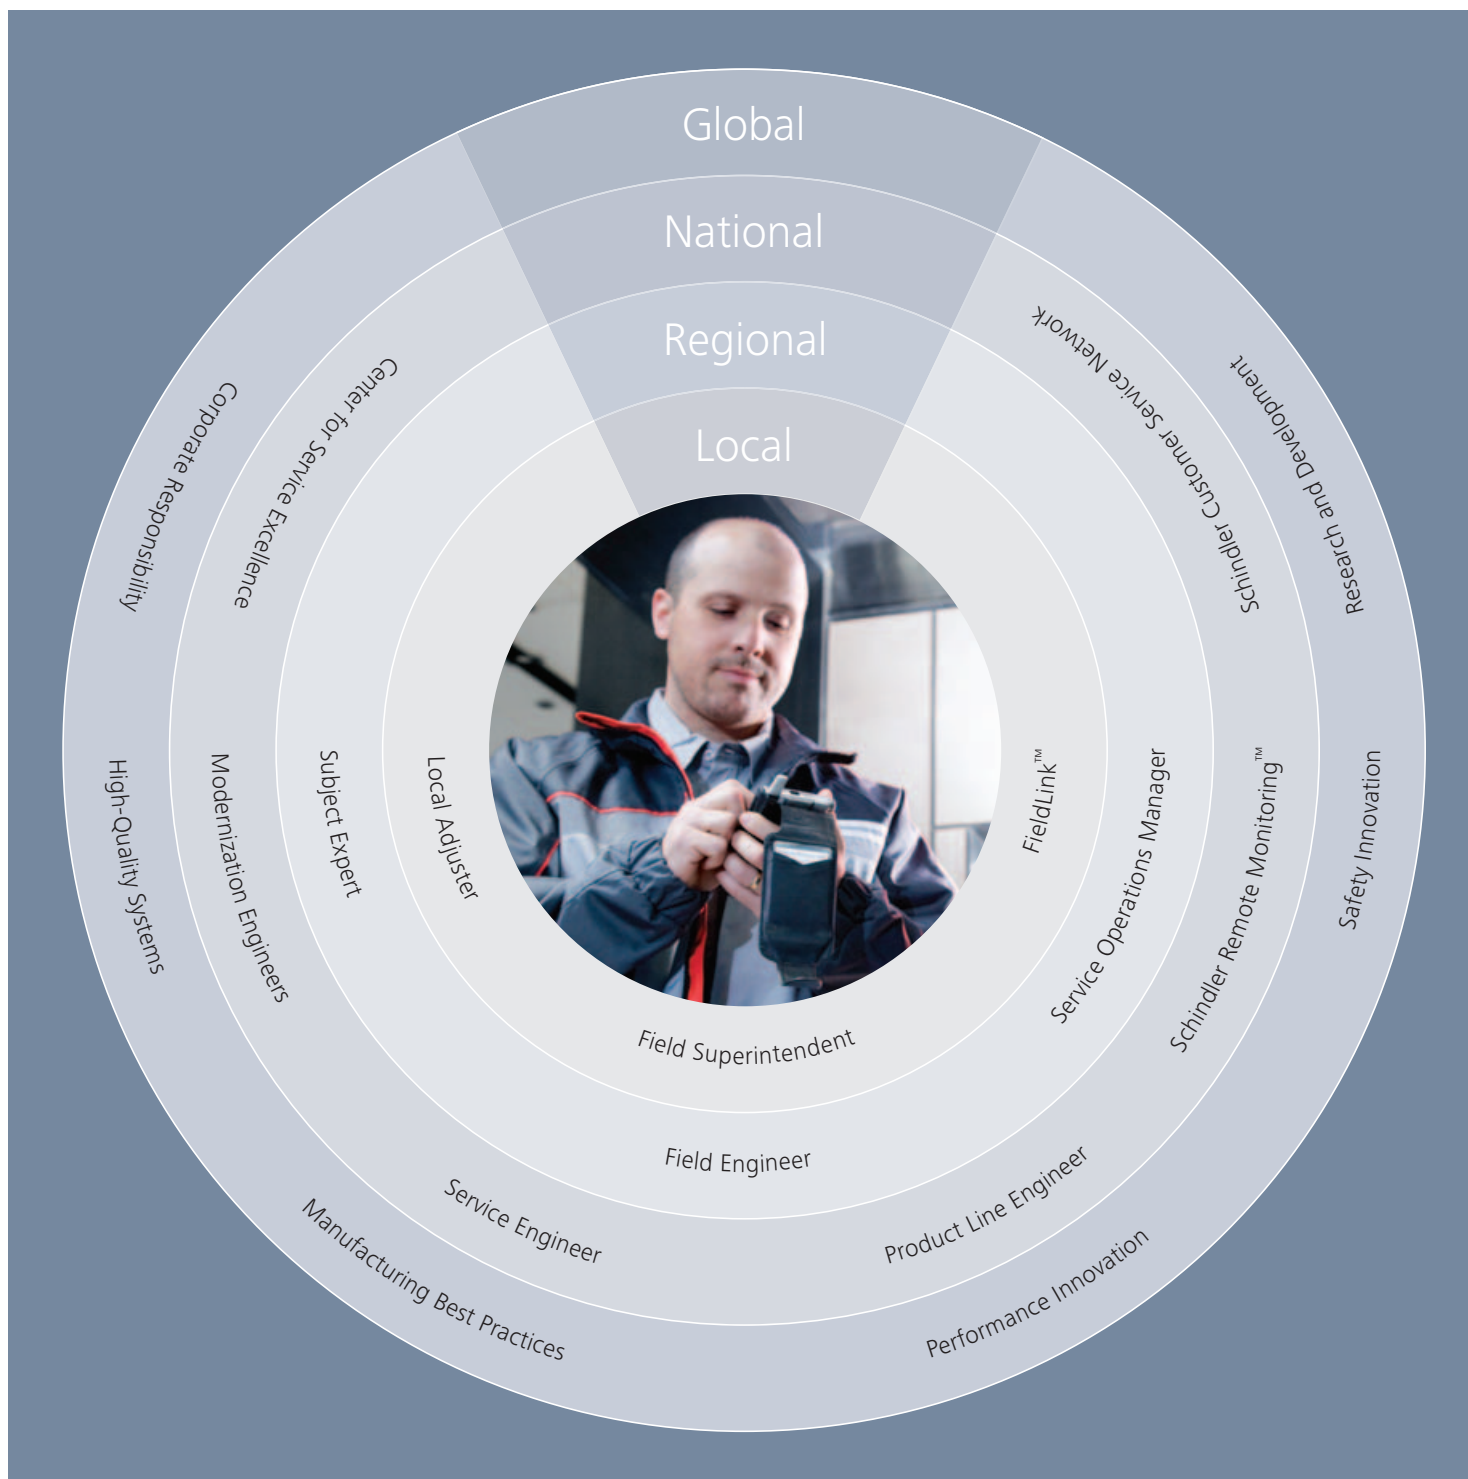 Global
National
Regional
Local
Corporate Responsibility
High-Quality Systems
Manufacturing Best Practices
Performance Innovation
Safety Innovation
Research and Development
Center for Service Excellence
Modernization Engineers
Service Engineer
Product Line Engineer
Schindler Remote Monitoring™
Schindler Customer Service Network
Subject Expert
Field Engineer
Service Operations Manager
Local Adjuster
Field Superintendent
FieldLink™